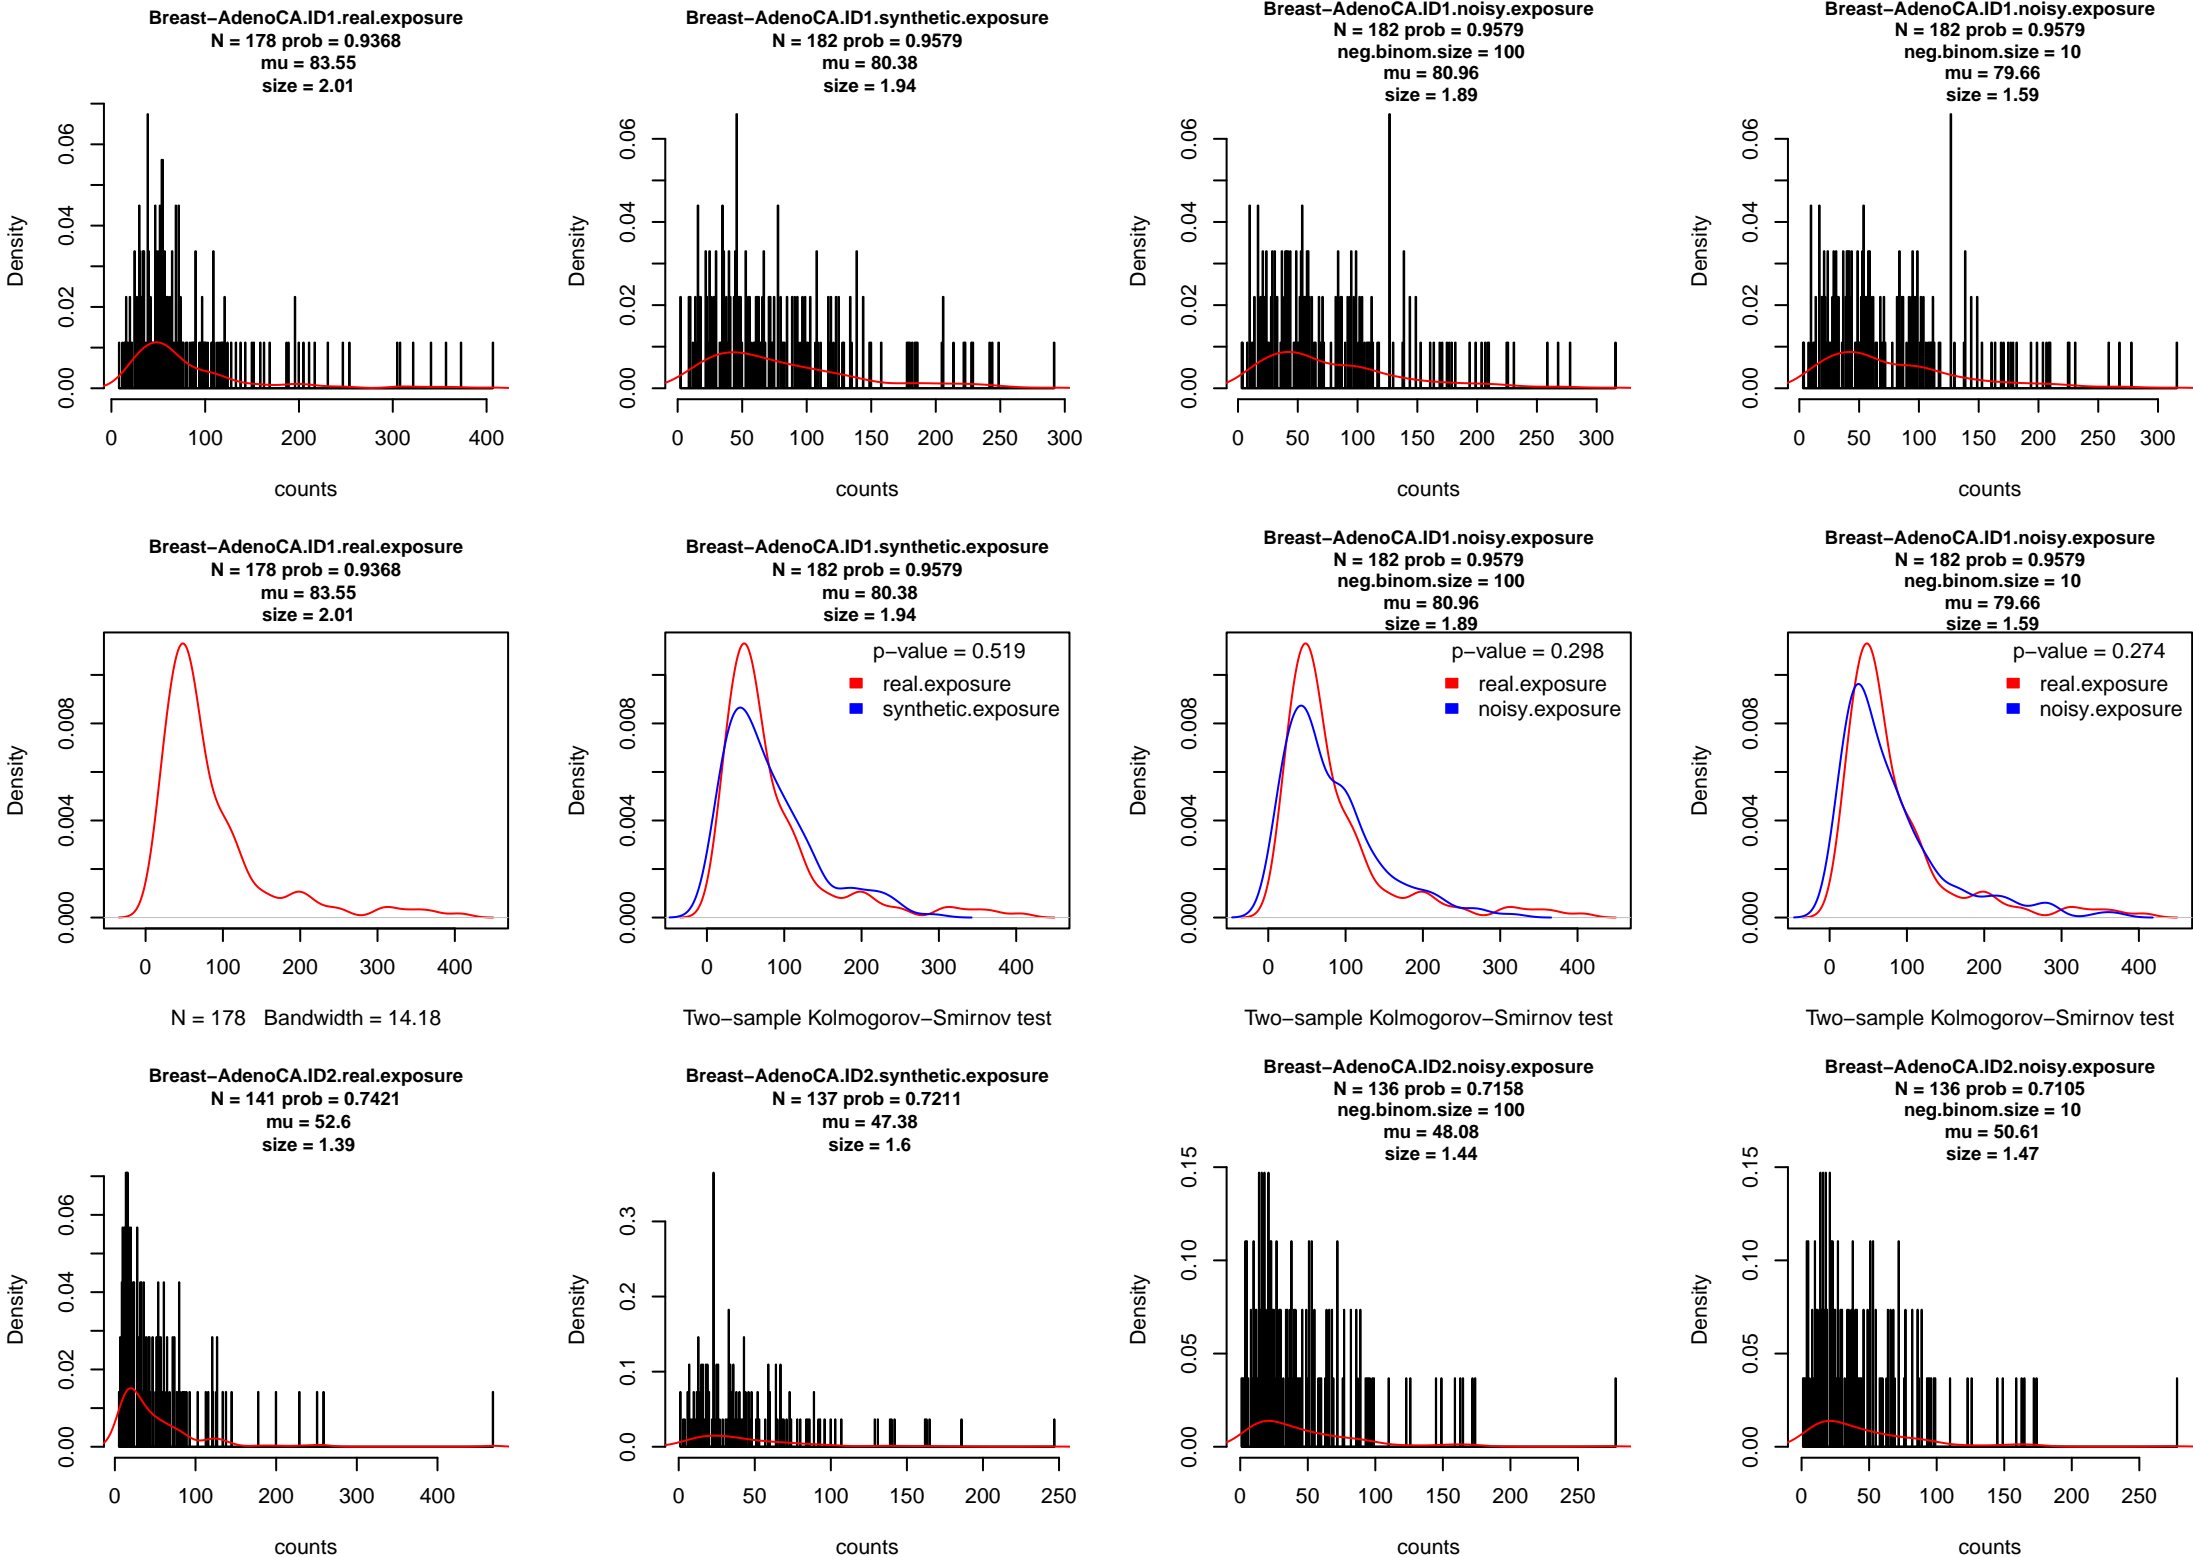 Breast−AdenoCA.ID1.real.exposure
N = 178 prob = 0.9368
mu = 83.55
size = 2.01
Density
0.00 0.02 0.04 0.06
0 100 200 300 400
counts
Breast−AdenoCA.ID1.synthetic.exposure
N = 182 prob = 0.9579
mu = 80.38
size = 1.94
Density
0.00 0.02 0.04 0.06
0 50 100 150 200 250 300
counts
Breast−AdenoCA.ID1.noisy.exposure
N = 182 prob = 0.9579
neg.binom.size = 100
mu = 80.96
size = 1.89
Density
0.00 0.02 0.04 0.06
0 50 100 150 200 250 300
counts
Breast−AdenoCA.ID1.noisy.exposure
N = 182 prob = 0.9579
neg.binom.size = 10
mu = 79.66
size = 1.59
Density
0.00 0.02 0.04 0.06
0 50 100 150 200 250 300
counts
Breast−AdenoCA.ID1.real.exposure
N = 178 prob = 0.9368
mu = 83.55
size = 2.01
Density
0.000 0.004 0.008
0 100 200 300 400
N = 178 Bandwidth = 14.18
Breast−AdenoCA.ID1.synthetic.exposure
N = 182 prob = 0.9579
mu = 80.38
size = 1.94
p−value = 0.519
real.exposure
synthetic.exposure
Density
0.000 0.004 0.008
0 100 200 300 400
Two−sample Kolmogorov−Smirnov test
Breast−AdenoCA.ID1.noisy.exposure
N = 182 prob = 0.9579
neg.binom.size = 100
mu = 80.96
size = 1.89
p−value = 0.298
real.exposure
noisy.exposure
Density
0.000 0.004 0.008
0 100 200 300 400
Two−sample Kolmogorov−Smirnov test
Breast−AdenoCA.ID1.noisy.exposure
N = 182 prob = 0.9579
neg.binom.size = 10
mu = 79.66
size = 1.59
p−value = 0.274
real.exposure
noisy.exposure
Density
0.000 0.004 0.008
0 100 200 300 400
Two−sample Kolmogorov−Smirnov test
Breast−AdenoCA.ID2.real.exposure
N = 141 prob = 0.7421
mu = 52.6
size = 1.39
Density
0.00 0.02 0.04 0.06
0 100 200 300 400
counts
Breast−AdenoCA.ID2.synthetic.exposure
N = 137 prob = 0.7211
mu = 47.38
size = 1.6
Density
0.0 0.1 0.2 0.3
0 50 100 150 200 250
counts
Breast−AdenoCA.ID2.noisy.exposure
N = 136 prob = 0.7158
neg.binom.size = 100
mu = 48.08
size = 1.44
Density
0.00 0.05 0.10 0.15
0 50 100 150 200 250
counts
Breast−AdenoCA.ID2.noisy.exposure
N = 136 prob = 0.7105
neg.binom.size = 10
mu = 50.61
size = 1.47
Density
0.00 0.05 0.10 0.15
0 50 100 150 200 250
counts